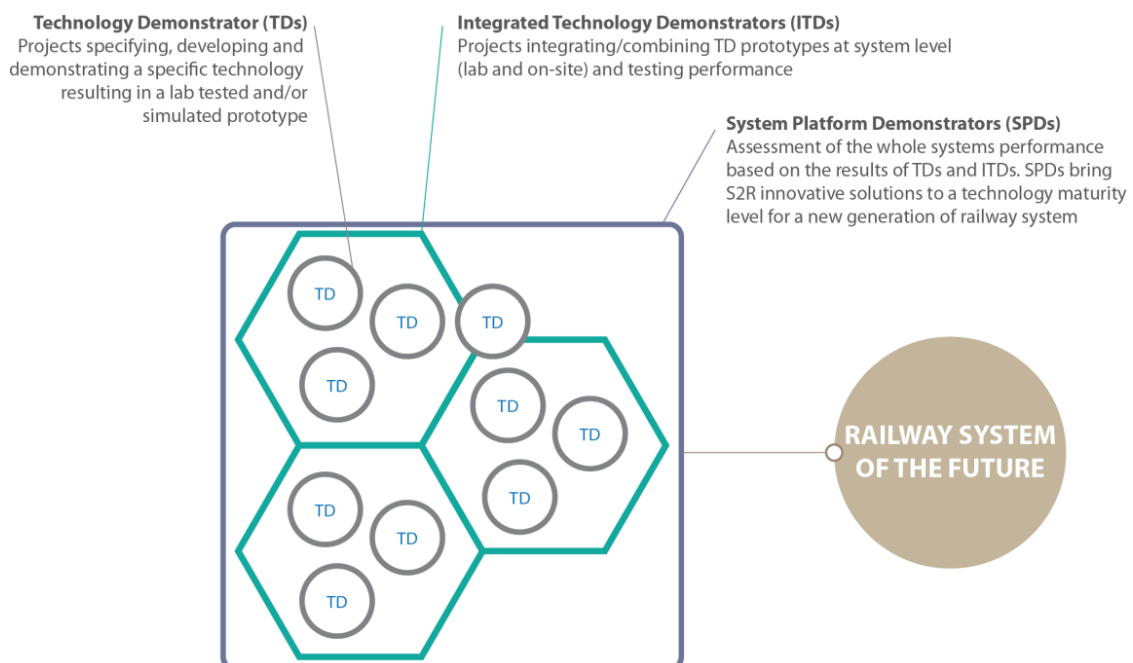 Technology Demonstrator (TDs)
Projects specifying, developing and
demonstrating a specific technology
resulting in a lab tested and/or
simulated prototype
Integrated Technology Demonstrators (ITDs)
Projects integrating/combining TD prototypes at system level
(lab and on-site) and testing performance
System Platform Demonstrators (SPDs)
Assessment of the whole systems performance
based on the results of TDs and ITDs. SPDs bring
S2R innovative solutions to a technology maturity
level for a new generation of railway system
TD
TD
TD
TD
TD
TD
TD
TD
TD
TD
RAILWAY SYSTEM
OF THE FUTURE